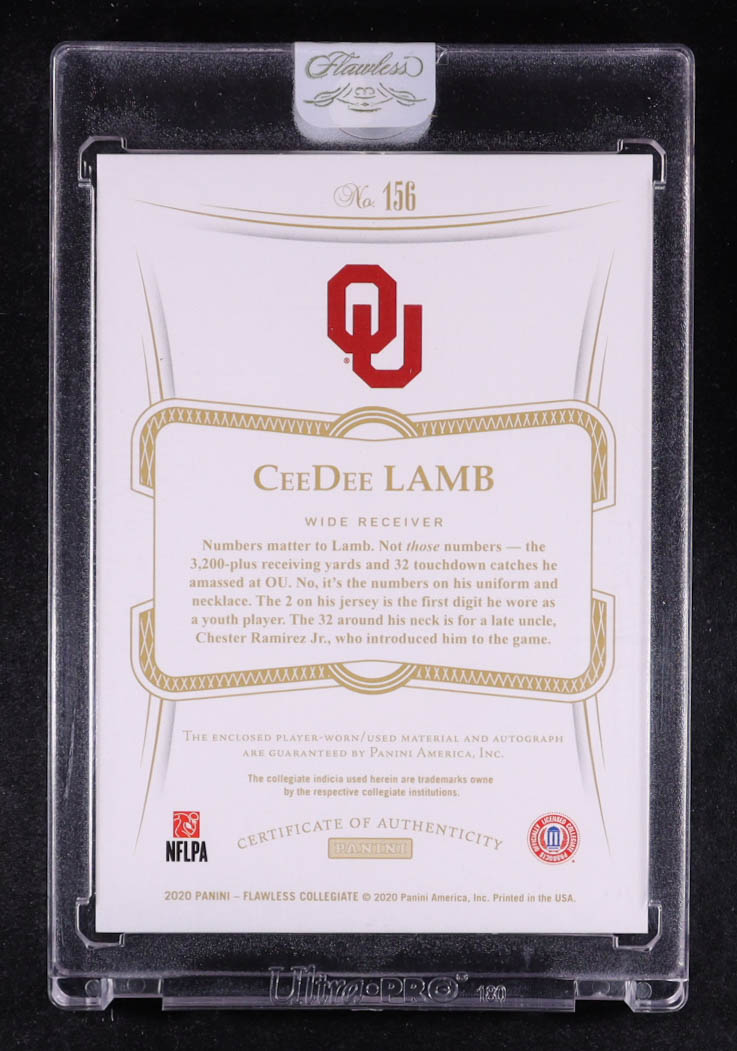 Flawless
No. 156
OU
®
CEEDEE LAMB
WIDE RECEIVER
Numbers matter to Lamb. Not those numbers — the
3,200-plus receiving yards and 32 touchdown catches he
amassed at OU. No, it's the numbers on his uniform and
necklace. The 2 on his jersey is the first digit he wore as
a youth player. The 32 around his neck is for a late uncle,
Chester Ramirez Jr., who introduced him to the game.
THE ENCLOSED PLAYER-WORN/USED MATERIAL AND AUTOGRAPH
ARE GUARANTEED BY PANINI AMERICA, INC.
The collegiate indicia used herein are trademarks owne
by the respective collegiate institutions.
NFLPA
CERTIFICATE OF AUTHENTICITY
PANINI
OFFICIALLY LICENSED COLLEGIATE PRODUCTS
2020 PANINI – FLAWLESS COLLEGIATE © 2020 Panini America, Inc. Printed in the USA.
Ultra•PRO® 180